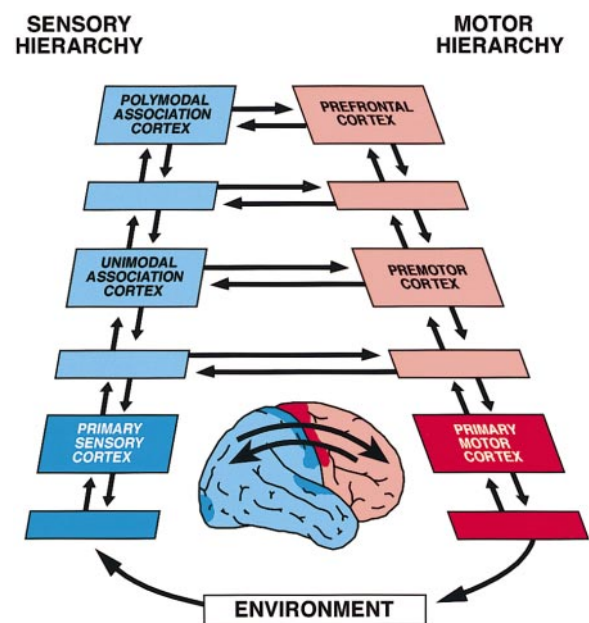 SENSORY
HIERARCHY
MOTOR
HIERARCHY
POLYMODAL
ASSOCIATION
CORTEX
PREFRONTAL
CORTEX
UNIMODAL
ASSOCIATION
CORTEX
PREMOTOR
CORTEX
PRIMARY
SENSORY
CORTEX
PRIMARY
MOTOR
CORTEX
ENVIRONMENT